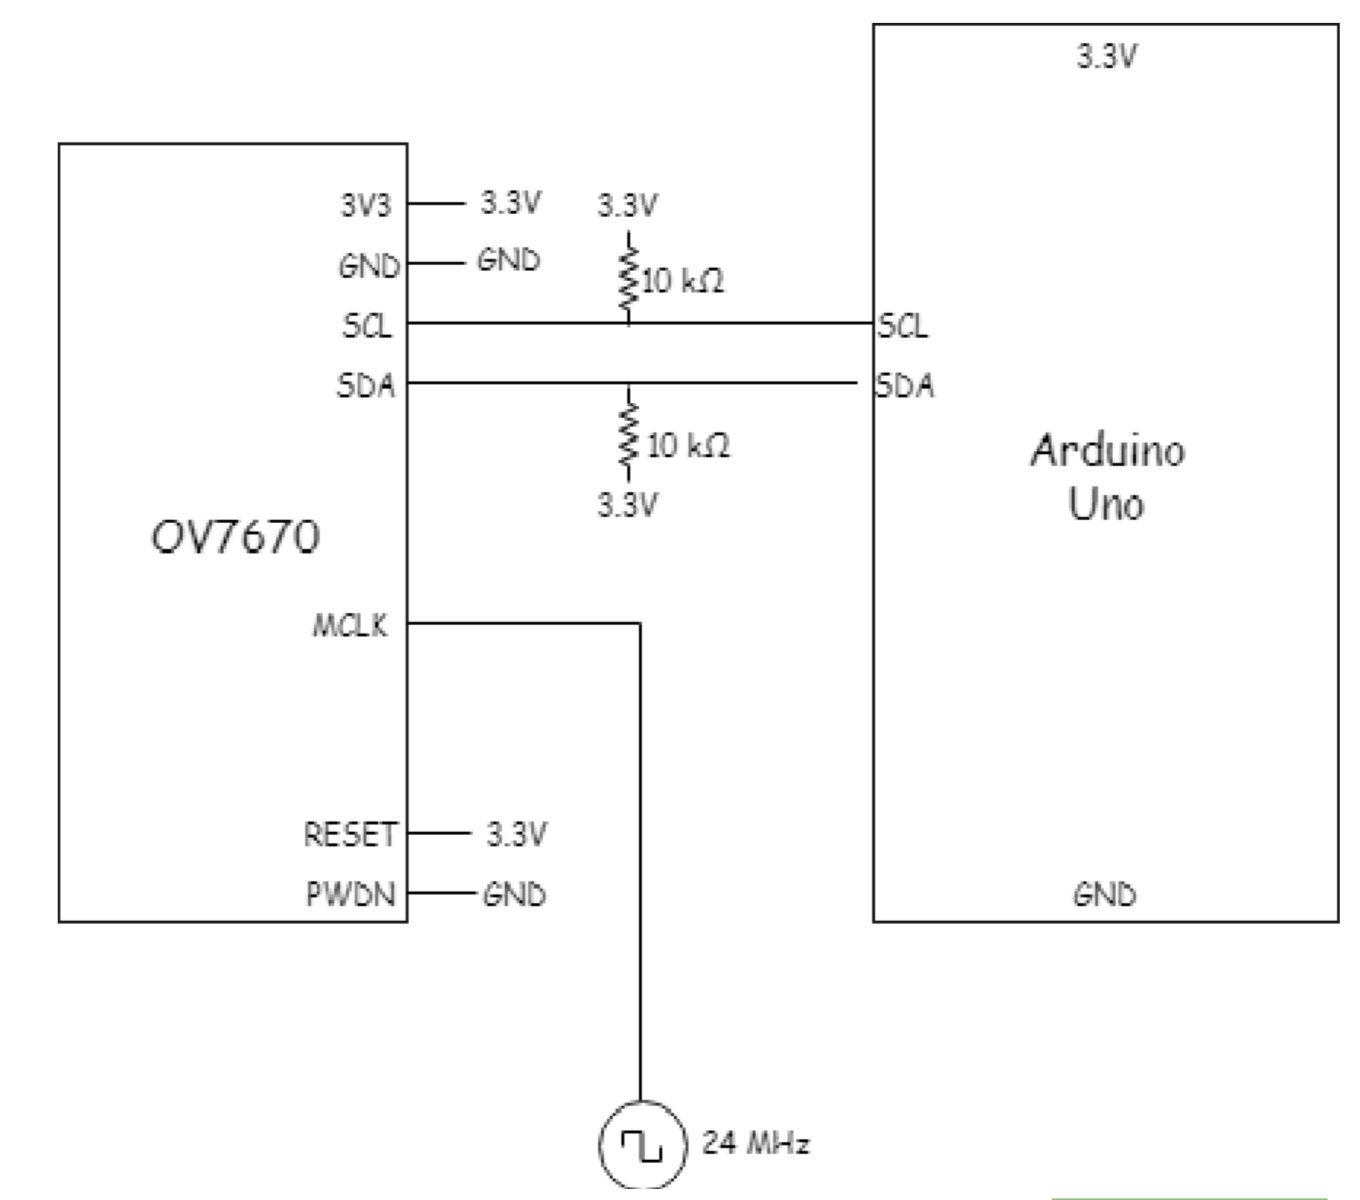 3.3V
3V3
3.3V
3.3V
GND
GND
10 kΩ
SCL
SCL
SDA
SDA
10 kΩ
3.3V
Arduino
Uno
OV7670
MCLK
RESET
3.3V
PWDN
GND
GND
24 MHz